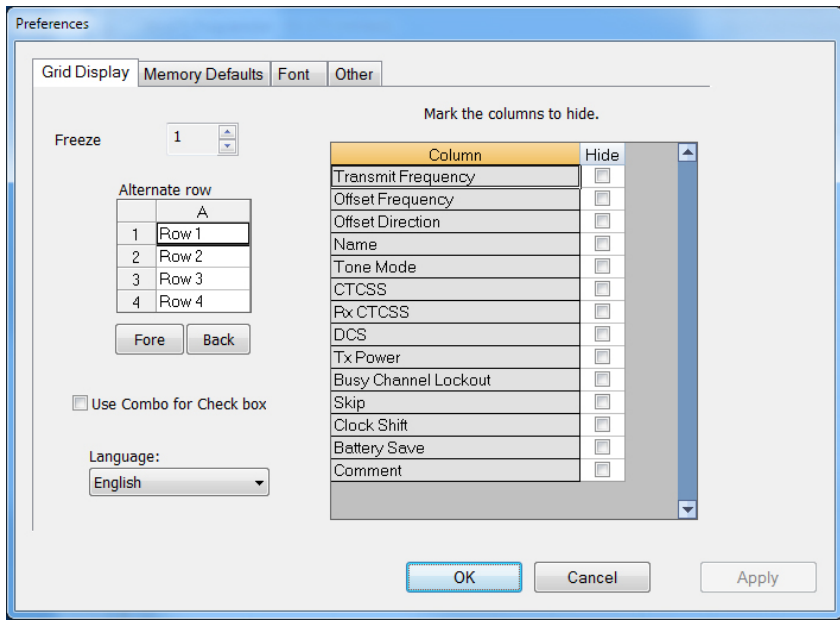 Preferences
Grid Display Memory Defaults Font Other
Mark the columns to hide.
Freeze 1
Alternate row
A
1 Row 1
2 Row 2
3 Row 3
4 Row 4
Fore Back
Use Combo for Check box
Language:
English
Column Hide
Transmit Frequency
Offset Frequency
Offset Direction
Name
Tone Mode
CTCSS
Rx CTCSS
DCS
Tx Power
Busy Channel Lockout
Skip
Clock Shift
Battery Save
Comment
OK Cancel Apply